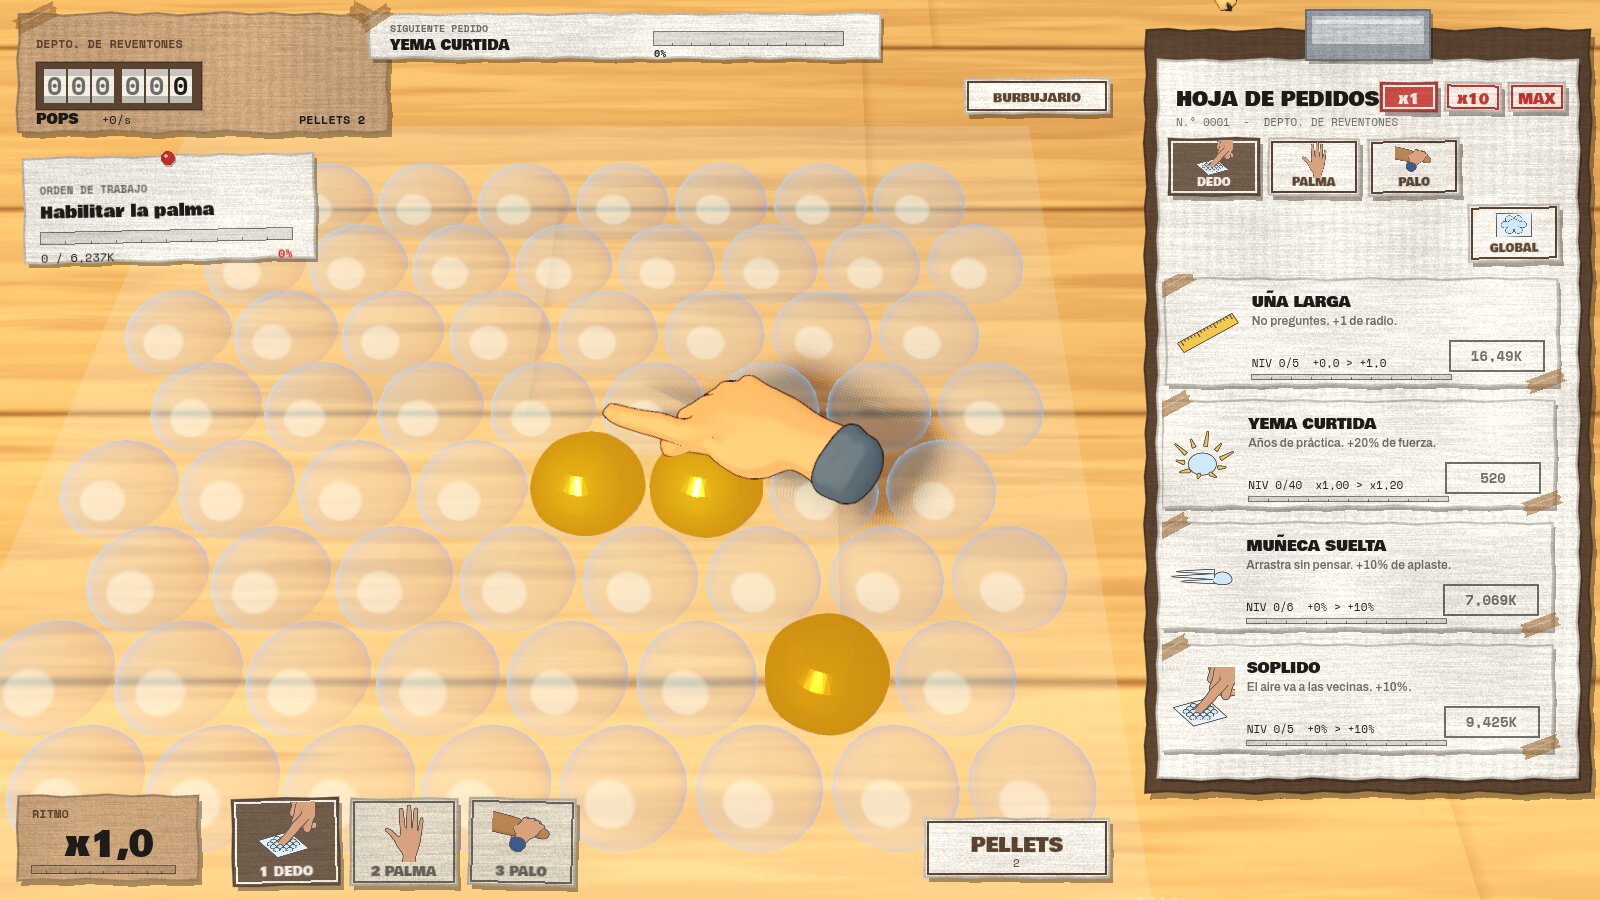 DEPTO. DE REVENTONES
000 000
POPS +0/s PELLETS 2
SIGUIENTE PEDIDO
YEMA CURTIDA
0%
BURBUJARIO
ORDEN DE TRABAJO
Habilitar la palma
0 / 6,237K 0%
HOJA DE PEDIDOS x1 x10 MAX
N.° 0001 - DEPTO. DE REVENTONES
DEDO PALMA PALO
GLOBAL
UÑA LARGA
No preguntes. +1 de radio.
NIV 0/5 +0,0 > +1,0 16,49K
YEMA CURTIDA
Años de práctica. +20% de fuerza.
NIV 0/40 x1,00 > x1,20 520
MUÑECA SUELTA
Arrastra sin pensar. +10% de aplaste.
NIV 0/6 +0% > +10% 7,069K
SOPLIDO
El aire va a las vecinas. +10%.
NIV 0/5 +0% > +10% 9,425K
RITMO
x1,0
1 DEDO 2 PALMA 3 PALO
PELLETS
2